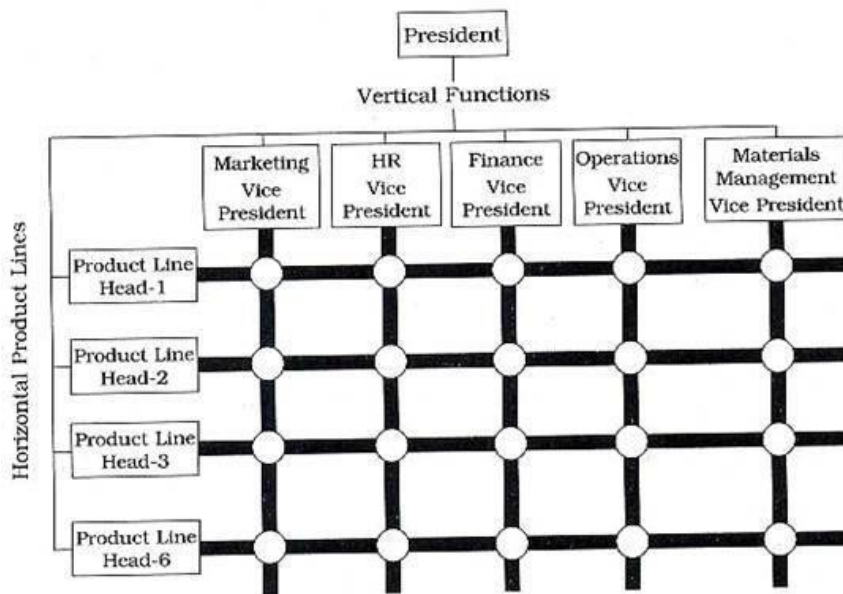 President
Vertical Functions
Marketing
Vice
President
HR
Vice
President
Finance
Vice
President
Operations
Vice
President
Materials
Management
Vice President
Horizontal Product Lines
Product Line
Head-1
Product Line
Head-2
Product Line
Head-3
Product Line
Head-6